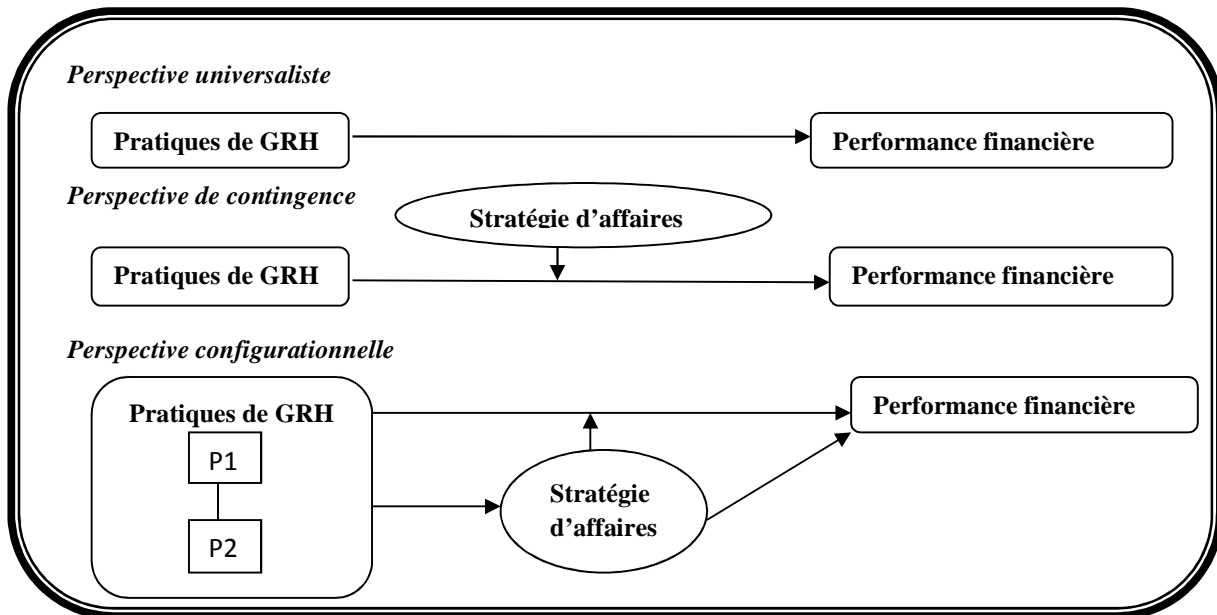 Perspective universaliste
Pratiques de GRH
Performance financière
Perspective de contingence
Stratégie d’affaires
Pratiques de GRH
Performance financière
Perspective configurationnelle
Pratiques de GRH
Performance financière
P1
Stratégie
d’affaires
P2